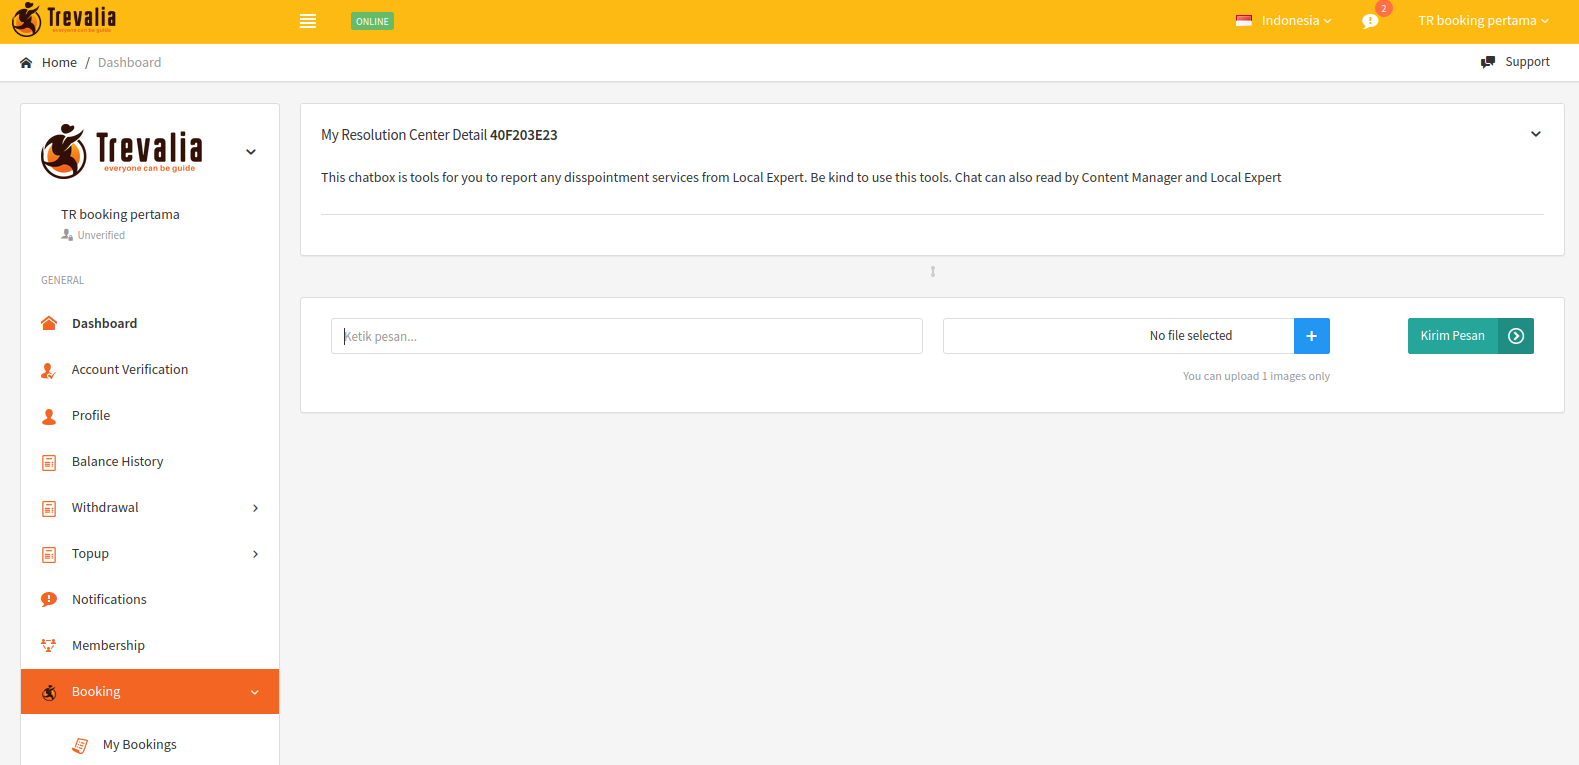 Trevalia
everyone can be guide
ONLINE
Indonesia
2
TR booking pertama
Home / Dashboard
Support
Trevalia
everyone can be guide
TR booking pertama
Unverified
GENERAL
Dashboard
Account Verification
Profile
Balance History
Withdrawal
Topup
Notifications
Membership
Booking
My Bookings
My Resolution Center Detail 40F203E23
This chatbox is tools for you to report any disspointment services from Local Expert. Be kind to use this tools. Chat can also read by Content Manager and Local Expert
Ketik pesan...
No file selected
Kirim Pesan
You can upload 1 images only